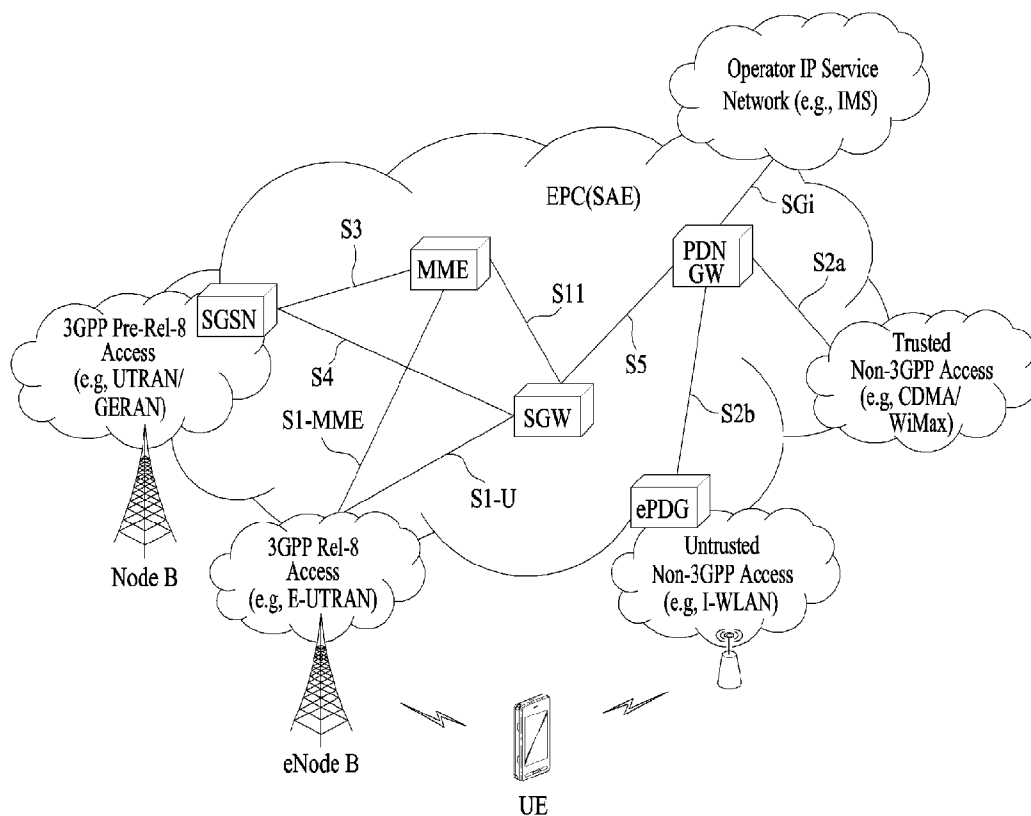 Operator IP Service
Network (e.g., IMS)
EPC(SAE)
SGi
S3
MME
PDN
GW
S2a
SGSN
S11
3GPP Pre-Rel-8
Access
(e.g, UTRAN/
GERAN)
S4
S5
Trusted
Non-3GPP Access
(e.g, CDMA/
WiMax)
S1-MME
SGW
S2b
S1-U
ePDG
Node B
3GPP Rel-8
Access
(e.g, E-UTRAN)
Untrusted
Non-3GPP Access
(e.g, I-WLAN)
eNode B
UE